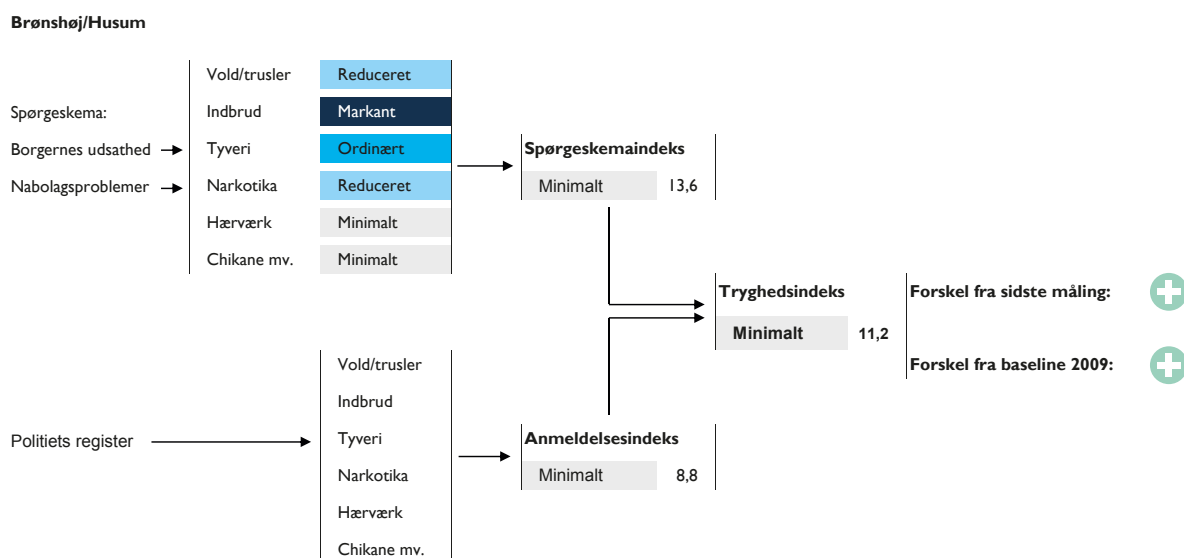 Brønshøj/Husum
Spørgeskema:
Borgernes udsathed
Nabolagsproblemer
Vold/trusler Reduceret
Indbrud Markant
Tyveri Ordinært
Narkotika Reduceret
Hærværk Minimalt
Chikane mv. Minimalt
Spørgeskemaindeks
Minimalt 13,6
Tryghedsindeks
Minimalt 11,2
Forskel fra sidste måling:
Forskel fra baseline 2009:
Politiets register
Vold/trusler
Indbrud
Tyveri
Narkotika
Hærværk
Chikane mv.
Anmeldelsesindeks
Minimalt 8,8